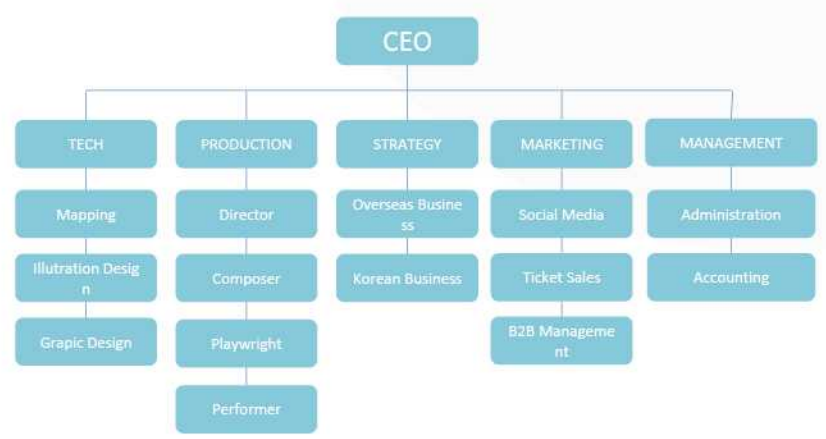 CEO
TECH
PRODUCTION
STRATEGY
MARKETING
MANAGEMENT
Mapping
Director
Overseas Busine
ss
Social Media
Administration
Illutration Desig
n
Composer
Korean Business
Ticket Sales
Accounting
Grapic Design
Playwright
B2B Manageme
nt
Performer